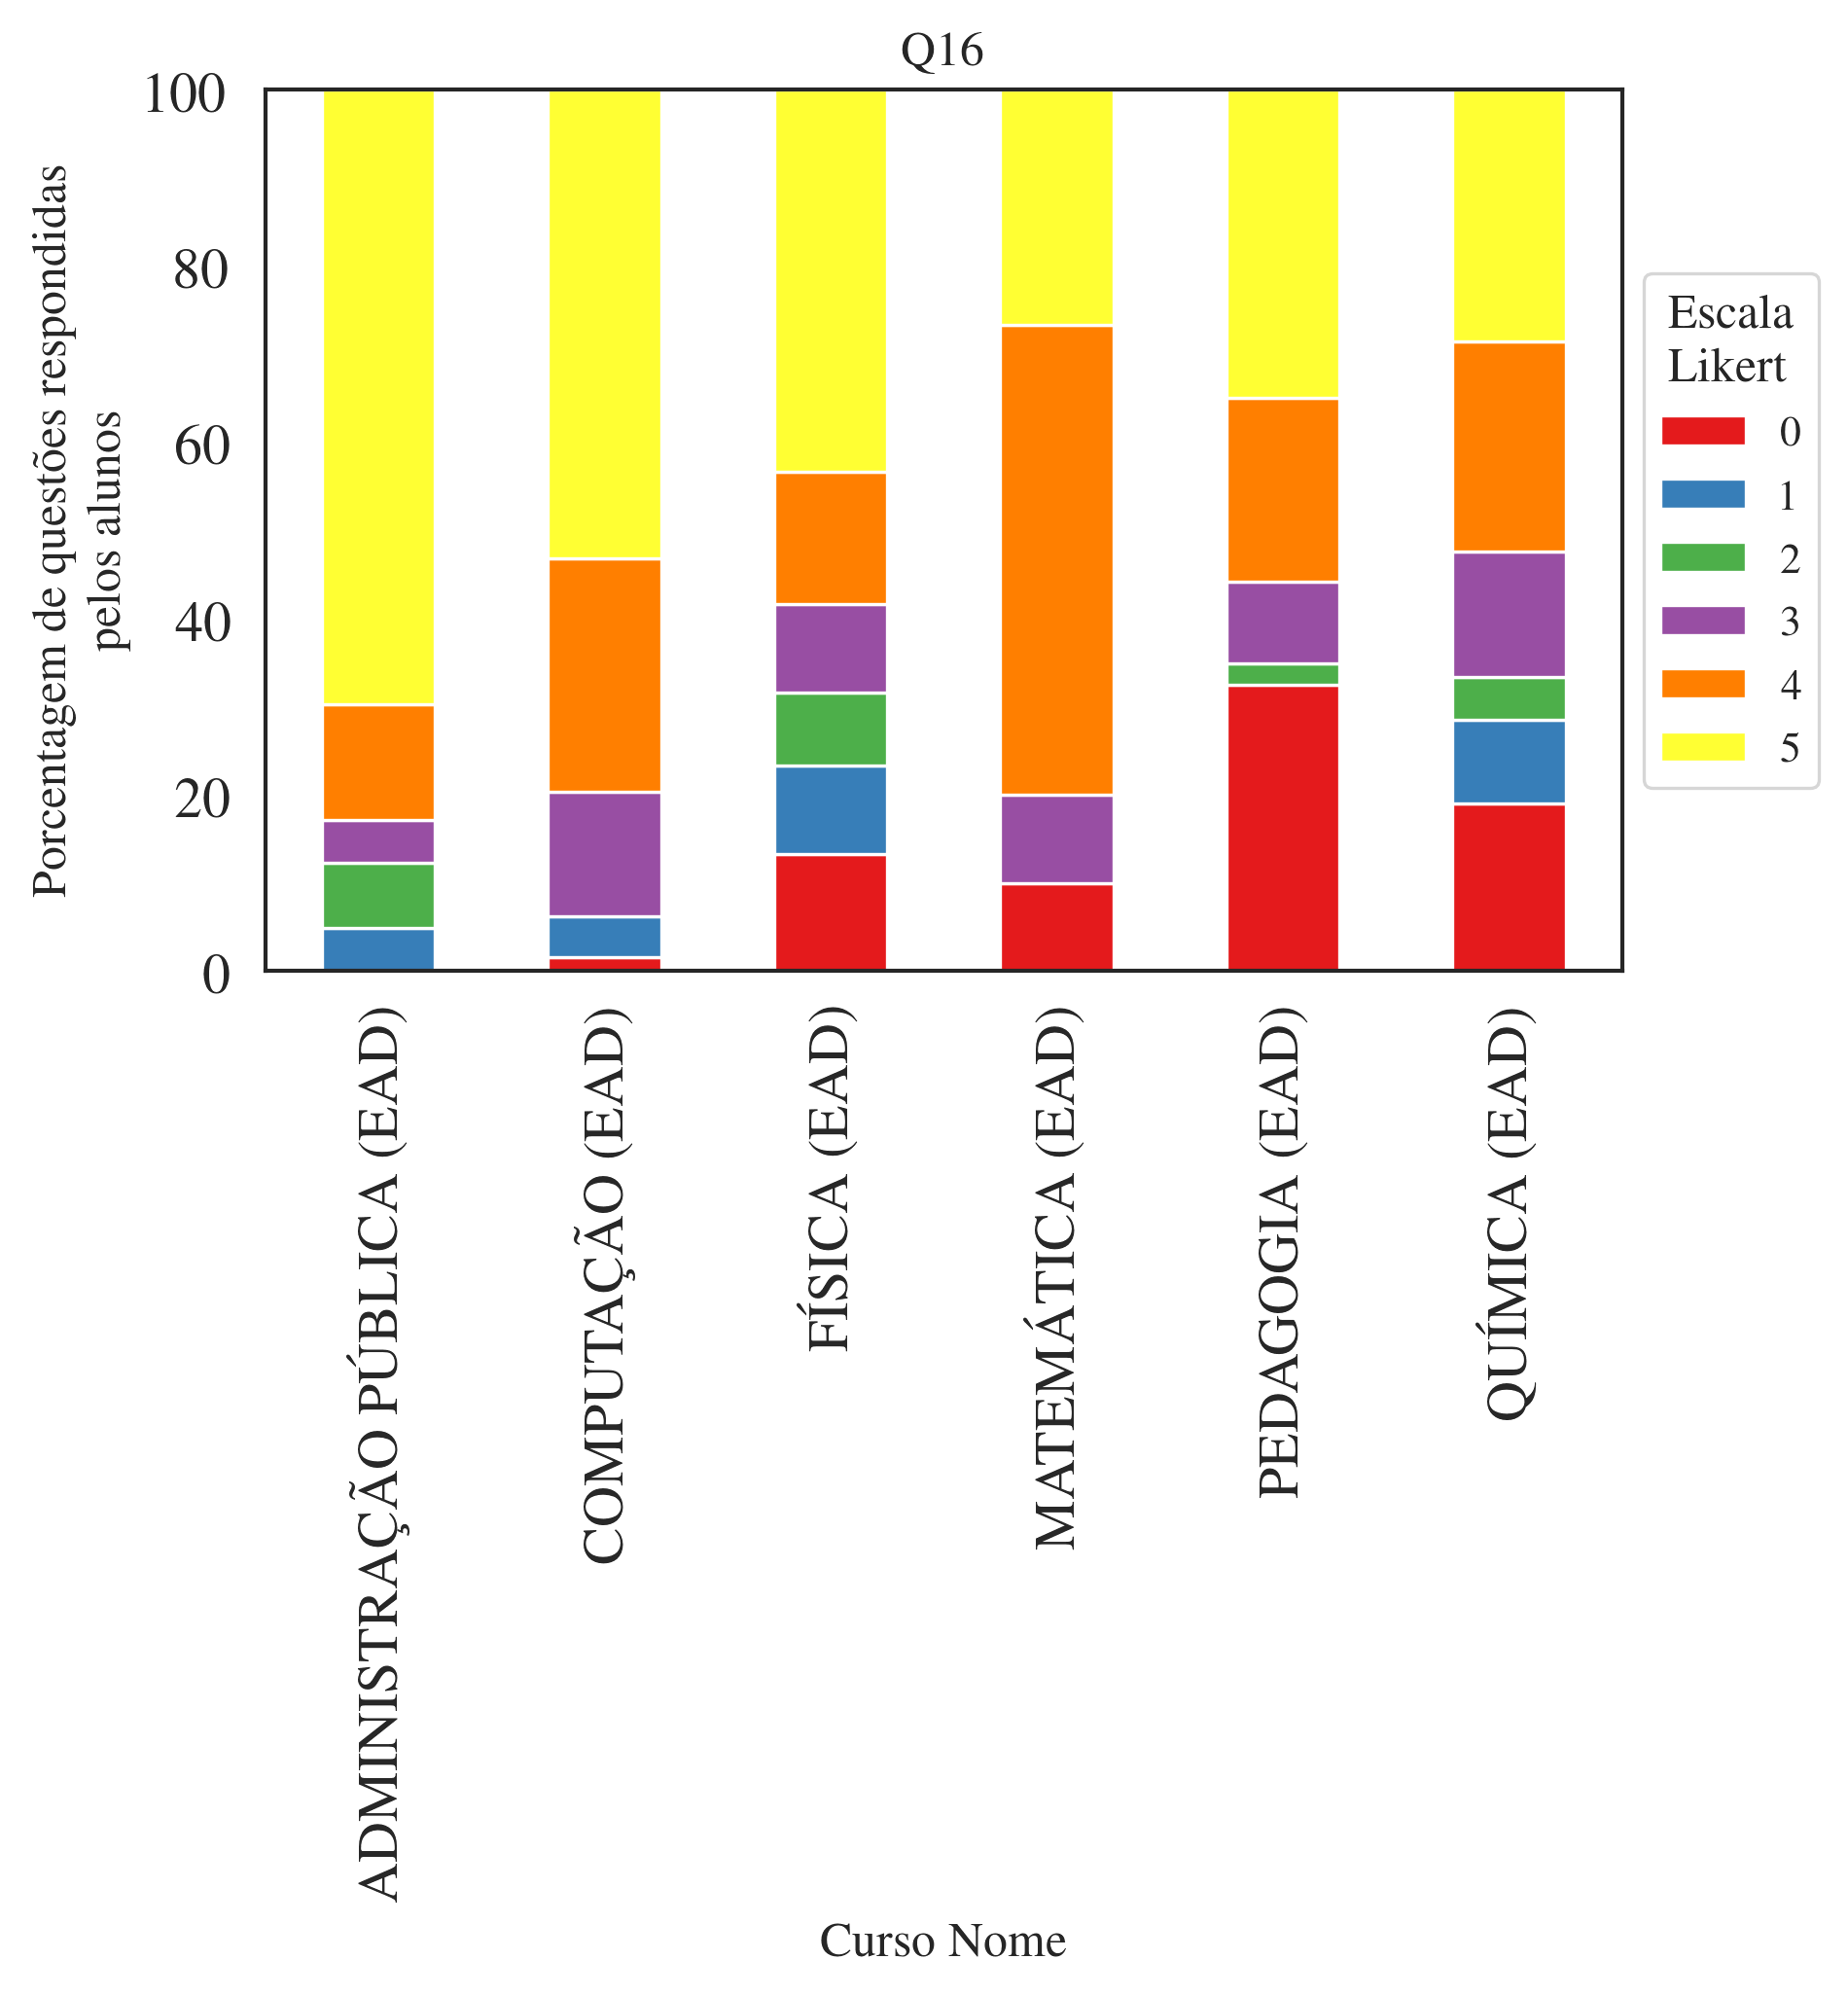 Q16
Porcentagem de questões respondidas
pelos alunos
100
80
60
40
20
0
ADMINISTRAÇÃO PÚBLICA (EAD)
COMPUTAÇÃO (EAD)
FÍSICA (EAD)
MATEMÁTICA (EAD)
PEDAGOGIA (EAD)
QUÍMICA (EAD)
Curso Nome
Escala
Likert
0
1
2
3
4
5